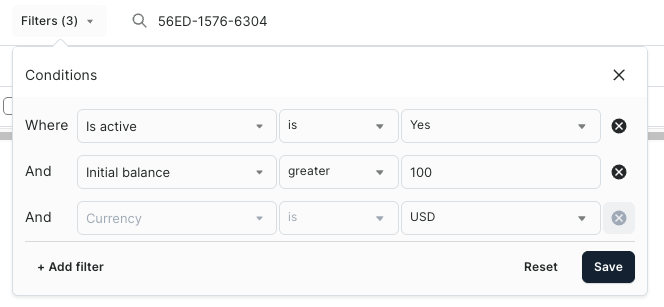 Filters (3) 56ED-1576-6304
Conditions
Where Is active is Yes
And Initial balance greater 100
And Currency is USD
+ Add filter Reset Save